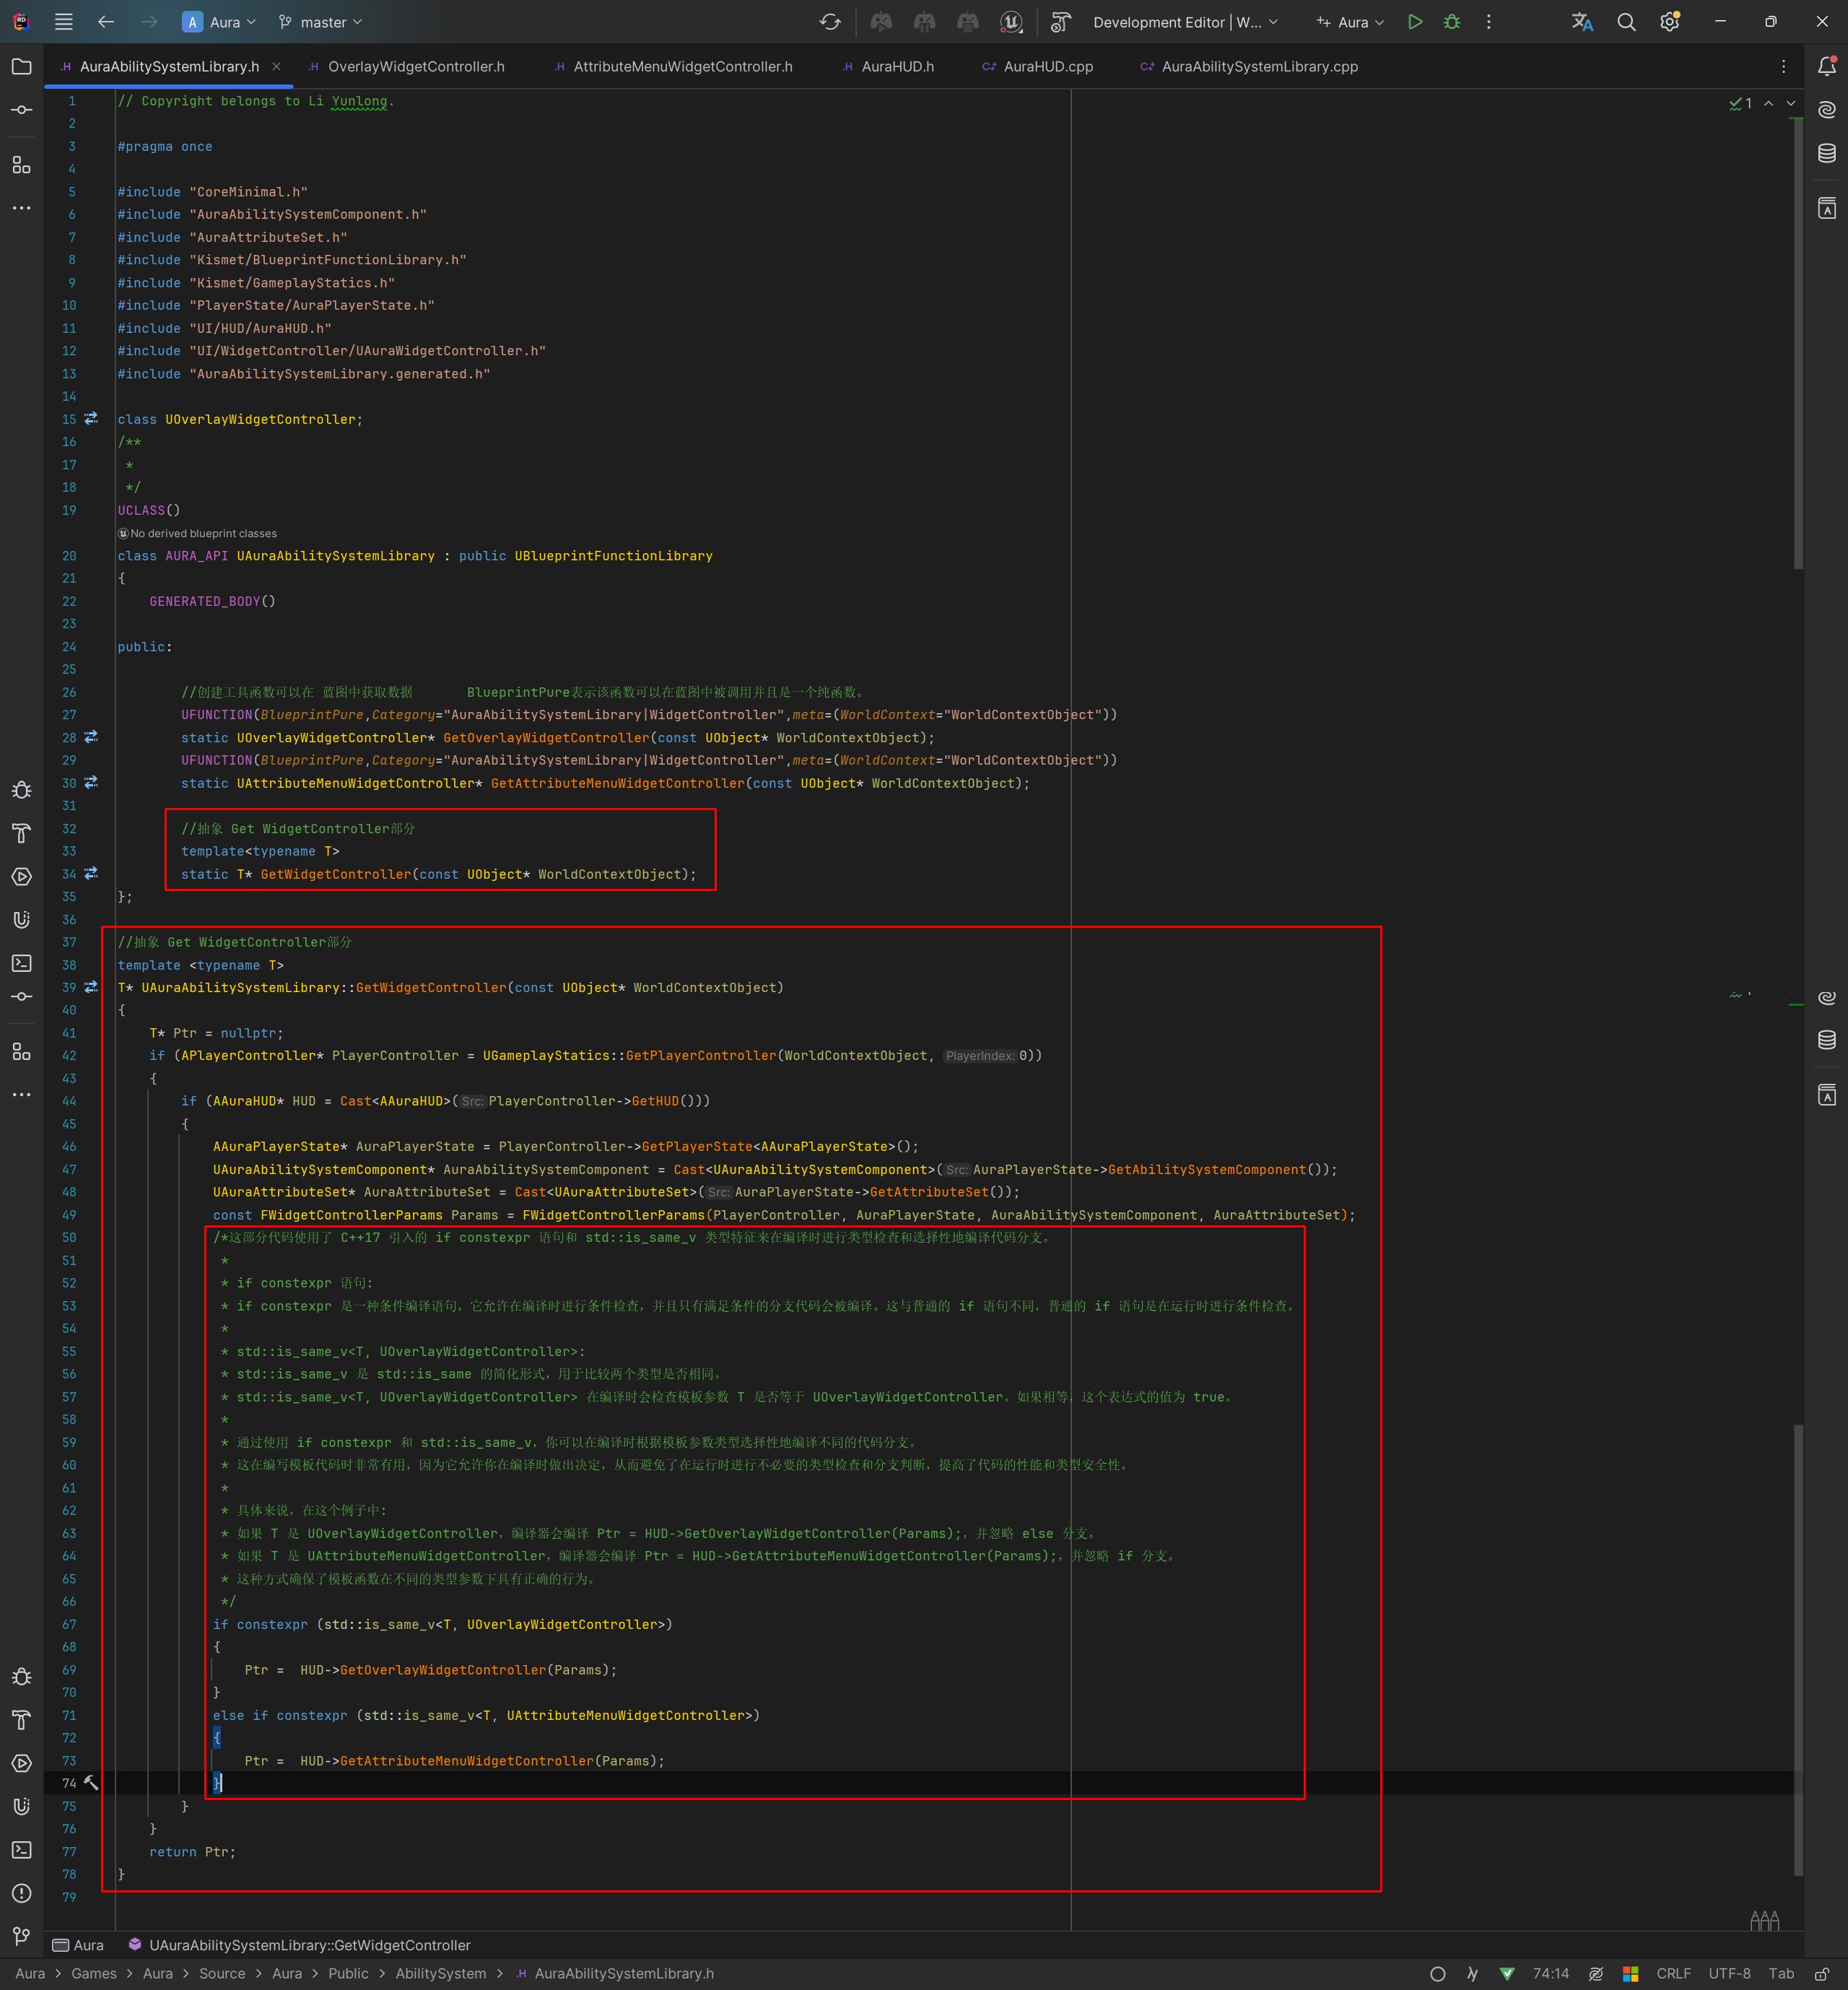 Aura master Development Editor | W... Aura
AuraAbilitySystemLibrary.h OverlayWidgetController.h AttributeMenuWidgetController.h AuraHUD.h AuraHUD.cpp AuraAbilitySystemLibrary.cpp
1 // Copyright belongs to Li Yunlong.
2
3 #pragma once
4
5 #include "CoreMinimal.h"
6 #include "AuraAbilitySystemComponent.h"
7 #include "AuraAttributeSet.h"
8 #include "Kismet/BlueprintFunctionLibrary.h"
9 #include "Kismet/GameplayStatics.h"
10 #include "PlayerState/AuraPlayerState.h"
11 #include "UI/HUD/AuraHUD.h"
12 #include "UI/WidgetController/UAuraWidgetController.h"
13 #include "AuraAbilitySystemLibrary.generated.h"
14
15 class UOverlayWidgetController;
16 /**
17 *
18 */
19 UCLASS()
No derived blueprint classes
20 class AURA_API UAuraAbilitySystemLibrary : public UBlueprintFunctionLibrary
21 {
22 GENERATED_BODY()
23
24 public:
25
26 //创建工具函数可以在 蓝图中获取数据 BlueprintPure表示该函数可以在蓝图中被调用并且是一个纯函数。
27 UFUNCTION(BlueprintPure,Category="AuraAbilitySystemLibrary|WidgetController",meta=(WorldContext="WorldContextObject"))
28 static UOverlayWidgetController* GetOverlayWidgetController(const UObject* WorldContextObject);
29 UFUNCTION(BlueprintPure,Category="AuraAbilitySystemLibrary|WidgetController",meta=(WorldContext="WorldContextObject"))
30 static UAttributeMenuWidgetController* GetAttributeMenuWidgetController(const UObject* WorldContextObject);
31
32 //抽象 Get WidgetController部分
33 template<typename T>
34 static T* GetWidgetController(const UObject* WorldContextObject);
35 };
36
37 //抽象 Get WidgetController部分
38 template <typename T>
39 T* UAuraAbilitySystemLibrary::GetWidgetController(const UObject* WorldContextObject)
40 {
41 T* Ptr = nullptr;
42 if (APlayerController* PlayerController = UGameplayStatics::GetPlayerController(WorldContextObject, PlayerIndex:0))
43 {
44 if (AAuraHUD* HUD = Cast<AAuraHUD>(Src:PlayerController->GetHUD()))
45 {
46 AAuraPlayerState* AuraPlayerState = PlayerController->GetPlayerState<AAuraPlayerState>();
47 UAuraAbilitySystemComponent* AuraAbilitySystemComponent = Cast<UAuraAbilitySystemComponent>(Src:AuraPlayerState->GetAbilitySystemComponent());
48 UAuraAttributeSet* AuraAttributeSet = Cast<UAuraAttributeSet>(Src:AuraPlayerState->GetAttributeSet());
49 const FWidgetControllerParams Params = FWidgetControllerParams(PlayerController, AuraPlayerState, AuraAbilitySystemComponent, AuraAttributeSet);
50 /*这部分代码使用了 C++17 引入的 if constexpr 语句和 std::is_same_v 类型特征来在编译时进行类型检查和选择性地编译代码分支。
51 *
52 * if constexpr 语句:
53 * if constexpr 是一种条件编译语句，它允许在编译时进行条件检查，并且只有满足条件的分支代码会被编译。这与普通的 if 语句不同，普通的 if 语句是在运行时进行条件检查。
54 *
55 * std::is_same_v<T, UOverlayWidgetController>:
56 * std::is_same_v 是 std::is_same 的简化形式，用于比较两个类型是否相同。
57 * std::is_same_v<T, UOverlayWidgetController> 在编译时会检查模板参数 T 是否等于 UOverlayWidgetController。如果相等，这个表达式的值为 true。
58 *
59 * 通过使用 if constexpr 和 std::is_same_v，你可以在编译时根据模板参数类型选择性地编译不同的代码分支。
60 * 这在编写模板代码时非常有用，因为它允许你在编译时做出决定，从而避免了在运行时进行不必要的类型检查和分支判断，提高了代码的性能和类型安全性。
61 *
62 * 具体来说，在这个例子中:
63 * 如果 T 是 UOverlayWidgetController，编译器会编译 Ptr = HUD->GetOverlayWidgetController(Params);，并忽略 else 分支。
64 * 如果 T 是 UAttributeMenuWidgetController，编译器会编译 Ptr = HUD->GetAttributeMenuWidgetController(Params);，并忽略 if 分支。
65 * 这种方式确保了模板函数在不同的类型参数下具有正确的行为。
66 */
67 if constexpr (std::is_same_v<T, UOverlayWidgetController>)
68 {
69 Ptr = HUD->GetOverlayWidgetController(Params);
70 }
71 else if constexpr (std::is_same_v<T, UAttributeMenuWidgetController>)
72 {
73 Ptr = HUD->GetAttributeMenuWidgetController(Params);
74 }
75 }
76 }
77 return Ptr;
78 }
79
Aura UAuraAbilitySystemLibrary::GetWidgetController
Aura > Games > Aura > Source > Aura > Public > AbilitySystem > AuraAbilitySystemLibrary.h 74:14 CRLF UTF-8 Tab